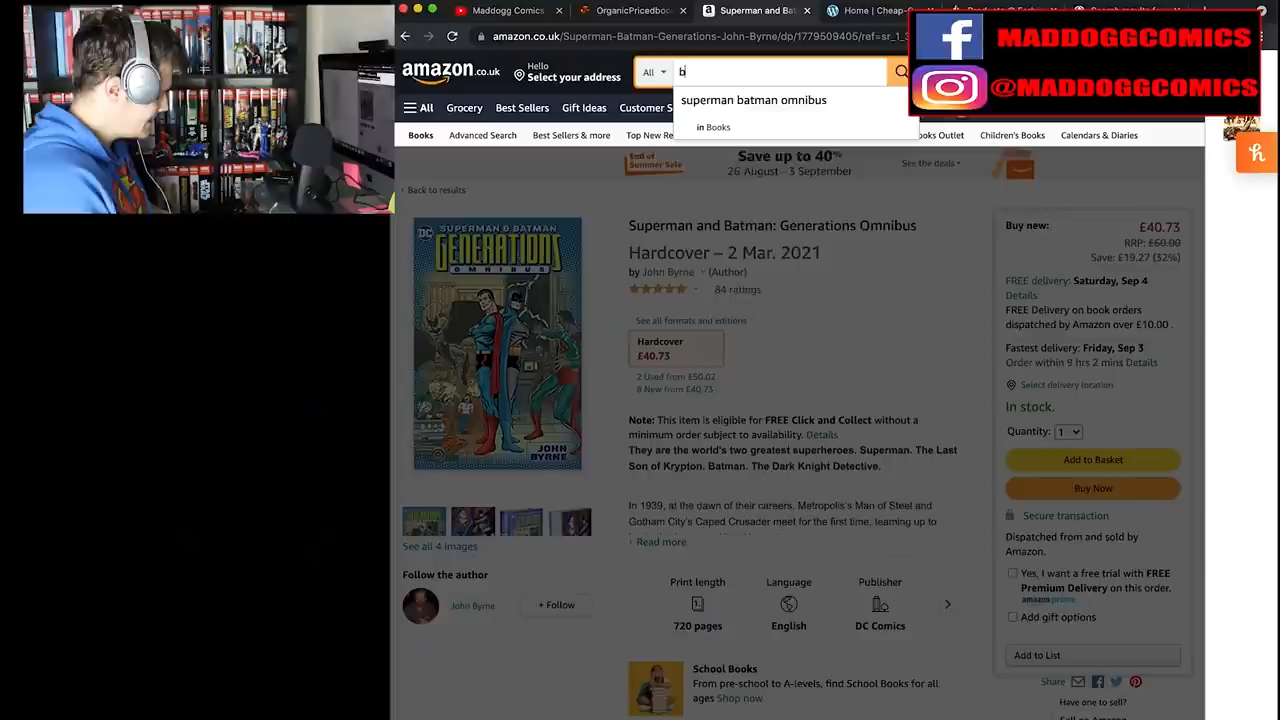 Maddog Co
Pricedbo
Superman and B
amazon.co.uk/Superman-Batman-Generations-John-Byrne/dp/1779509405/ref=sr_1_3
MADDOGGCOMICS
@MADDOGGCOMICS
amazon.co.uk
Hello
Select your address
All
b
superman batman omnibus
in Books
All
Grocery
Best Sellers
Gift Ideas
Customer S
Books
Advanced Search
Best Sellers & more
Top New Re
ooks Outlet
Children's Books
Calendars & Diaries
End of
Summer Sale
Save up to 40%
26 August – 3 September
See the deals
Back to results
SUPERMAN & BATMAN
GENERATIONS
OMNIBUS
JOHN
BYRNE
Superman and Batman: Generations Omnibus
Hardcover – 2 Mar. 2021
by John Byrne (Author)
84 ratings
See all formats and editions
Hardcover
£40.73
2 Used from £50.02
8 New from £40.73
Note: This item is eligible for FREE Click and Collect without a
minimum order subject to availability. Details
They are the world's two greatest superheroes. Superman. The Last
Son of Krypton. Batman. The Dark Knight Detective.
In 1939, at the dawn of their careers, Metropolis's Man of Steel and
Gotham City's Caped Crusader meet for the first time, teaming up to
Read more
See all 4 images
Follow the author
John Byrne
+ Follow
Print length
720 pages
Language
English
Publisher
DC Comics
School Books
From pre-school to A-levels, find School Books for all
ages Shop now
Buy new:
£40.73
RRP: £60.00
Save: £19.27 (32%)
FREE delivery: Saturday, Sep 4
Details
FREE Delivery on book orders
dispatched by Amazon over £10.00 .
Fastest delivery: Friday, Sep 3
Order within 9 hrs 2 mins Details
Select delivery location
In stock.
Quantity: 1
Add to Basket
Buy Now
Secure transaction
Dispatched from and sold by
Amazon.
Yes, I want a free trial with FREE
Premium Delivery on this order.
amazon prime
Add gift options
Add to List
Share
Have one to sell?